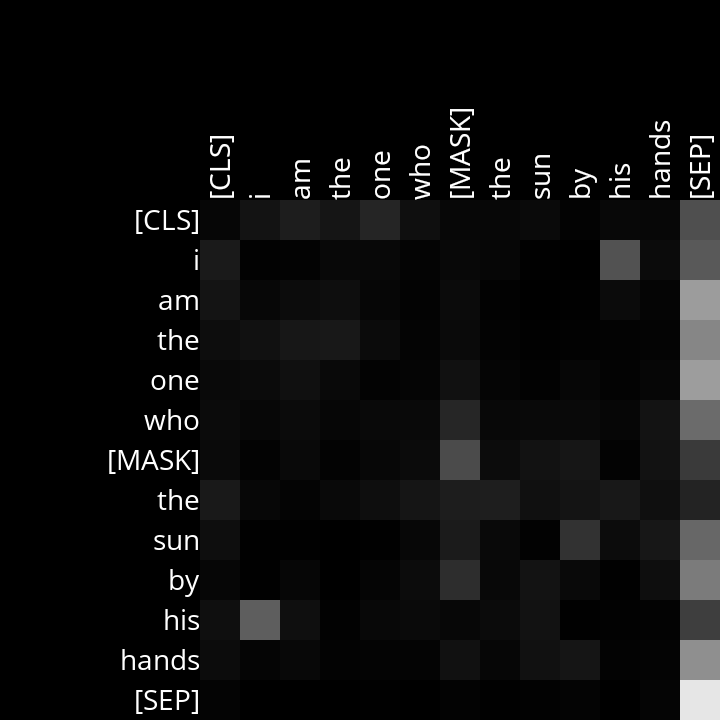 [CLS] i am the one who [MASK] the sun by his hands [SEP]
[CLS]
i
am
the
one
who
[MASK]
the
sun
by
his
hands
[SEP]